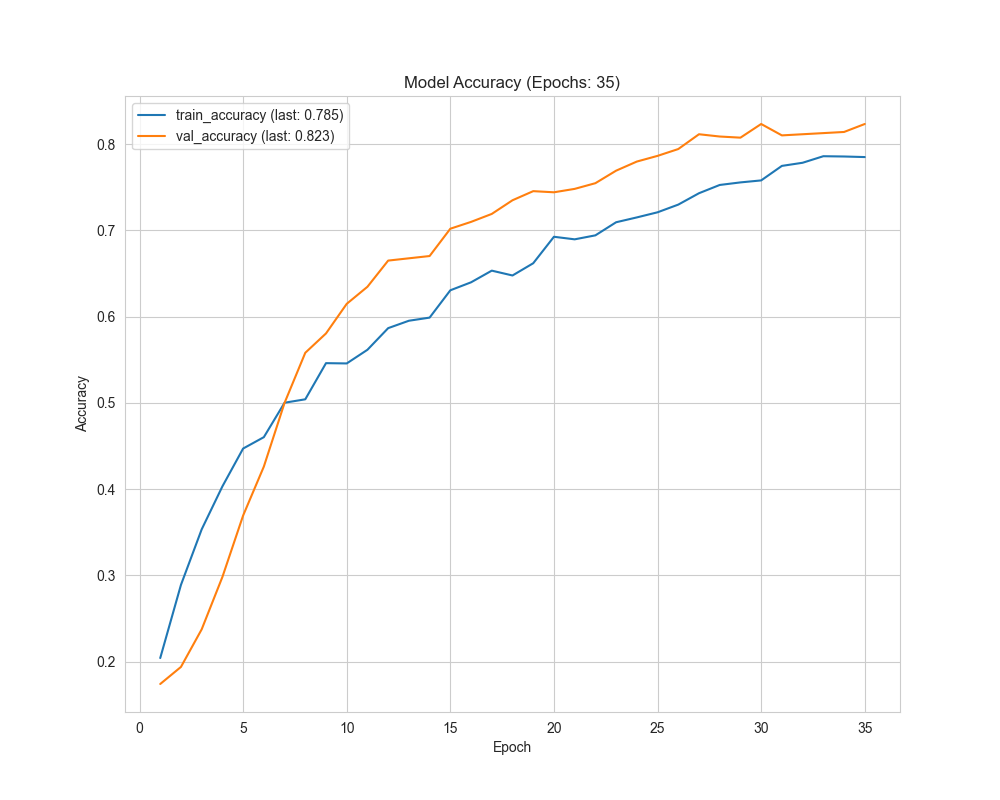 Model Accuracy (Epochs: 35)
train_accuracy (last: 0.785)
val_accuracy (last: 0.823)
Accuracy
0.8
0.7
0.6
0.5
0.4
0.3
0.2
0 5 10 15 20 25 30 35
Epoch